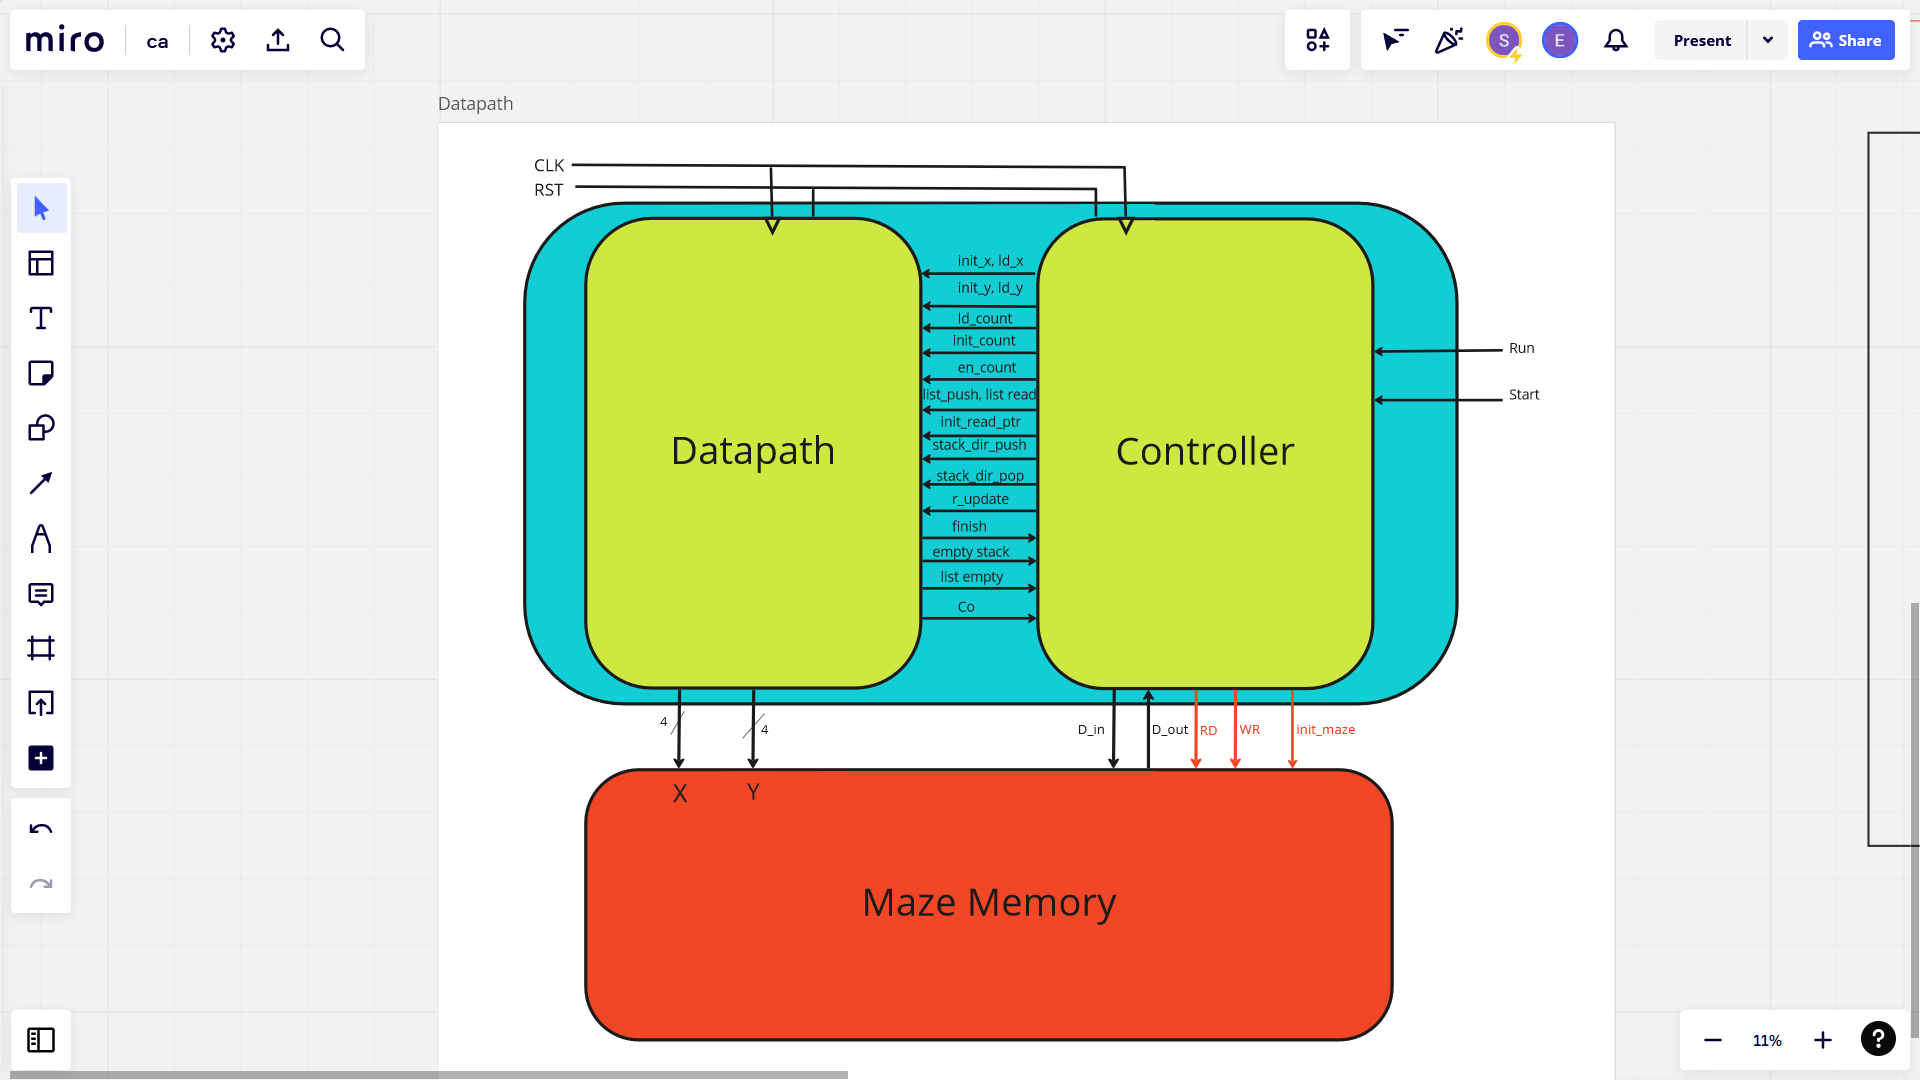 miro
ca
S
E
Present
Share
Datapath
CLK
RST
init_x, ld_x
init_y, ld_y
ld_count
init_count
en_count
list_push, list read
init_read_ptr
stack_dir_push
stack_dir_pop
r_update
finish
empty stack
list empty
Co
Datapath
Controller
Run
Start
4
4
D_in
D_out
RD
WR
init_maze
X
Y
Maze Memory
11%
?